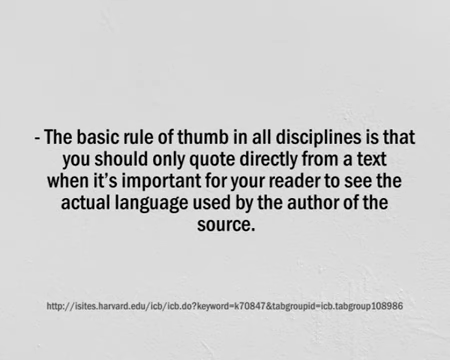 - The basic rule of thumb in all disciplines is that
you should only quote directly from a text
when it’s important for your reader to see the
actual language used by the author of the
source.
http://isites.harvard.edu/icb/icb.do?keyword=k70847&tabgroupid=icb.tabgroup108986